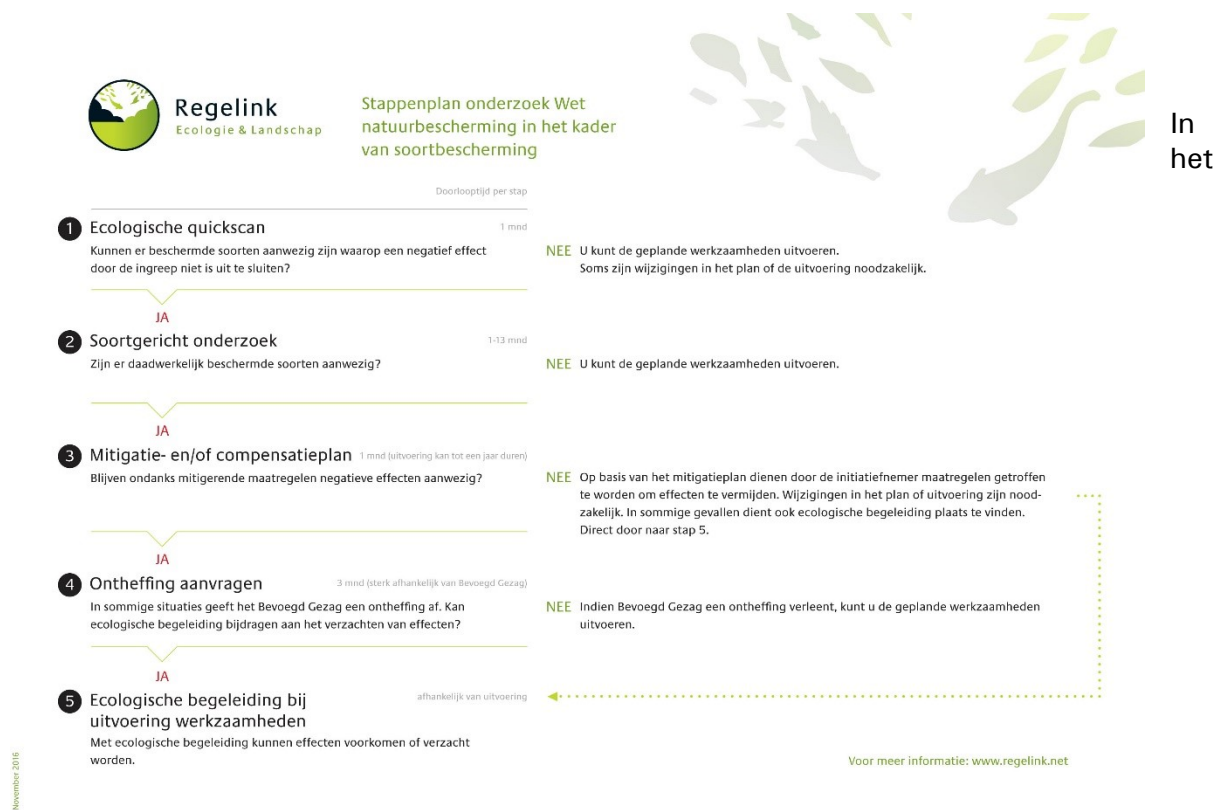 Regelink
Ecologie & Landschap
Stappenplan onderzoek Wet
natuurbescherming in het kader
van soortbescherming
In
het
Doorlooptijd per stap
1 Ecologische quickscan 1 mnd
Kunnen er beschermde soorten aanwezig zijn waarop een negatief effect
door de ingreep niet is uit te sluiten?
NEE U kunt de geplande werkzaamheden uitvoeren.
Soms zijn wijzigingen in het plan of de uitvoering noodzakelijk.
JA
2 Soortgericht onderzoek 1-13 mnd
Zijn er daadwerkelijk beschermde soorten aanwezig?
NEE U kunt de geplande werkzaamheden uitvoeren.
JA
3 Mitigatie- en/of compensatieplan 1 mnd (uitvoering kan tot een jaar duren)
Blijven ondanks mitigerende maatregelen negatieve effecten aanwezig?
NEE Op basis van het mitigatieplan dienen door de initiatiefnemer maatregelen getroffen
te worden om effecten te vermijden. Wijzigingen in het plan of uitvoering zijn nood-
zakelijk. In sommige gevallen dient ook ecologische begeleiding plaats te vinden.
Direct door naar stap 5.
JA
4 Ontheffing aanvragen 3 mnd (sterk afhankelijk van Bevoegd Gezag)
In sommige situaties geeft het Bevoegd Gezag een ontheffing af. Kan
ecologische begeleiding bijdragen aan het verzachten van effecten?
NEE Indien Bevoegd Gezag een ontheffing verleent, kunt u de geplande werkzaamheden
uitvoeren.
JA
5 Ecologische begeleiding bij afhankelijk van uitvoering
uitvoering werkzaamheden
Met ecologische begeleiding kunnen effecten voorkomen of verzacht
worden.
Voor meer informatie: www.regelink.net
November 2016